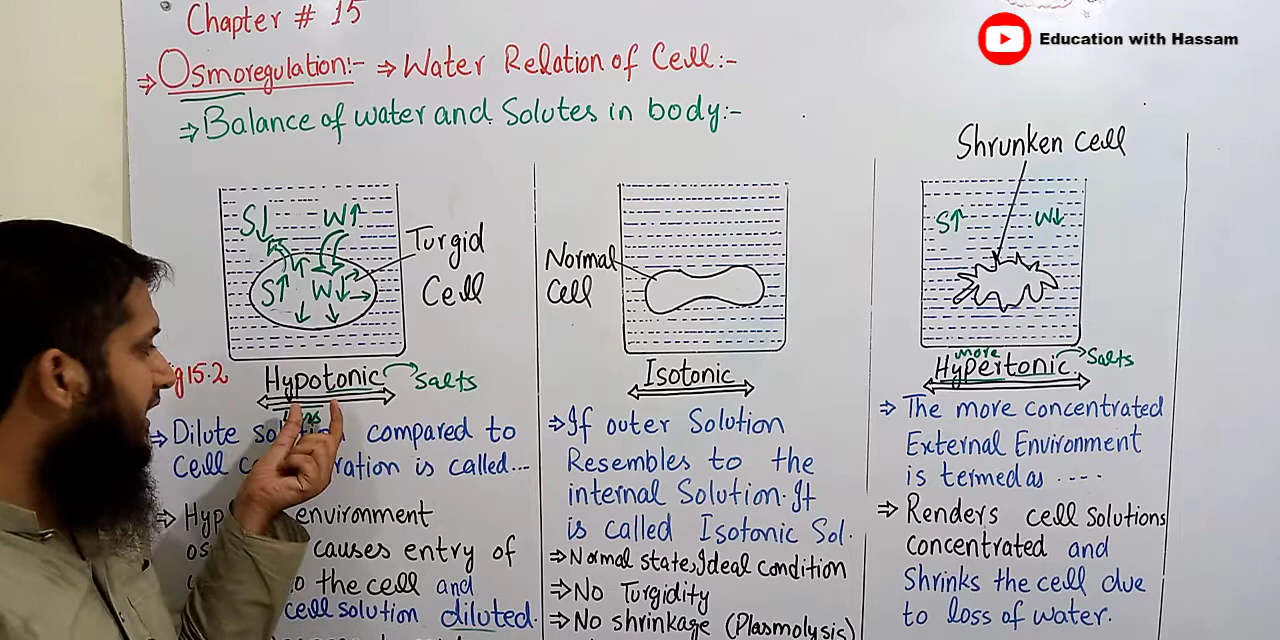 Chapter # 15
Education with Hassam
⇒ Osmoregulation:- ⇒ Water Relation of Cell:-
⇒ Balance of water and Solutes in body:-
S↓ W↑
S↑ W↓
Turgid
Cell
Hypotonic Salts
15.2
⇒ Dilute compared to
Cell is called...
⇒ environment
causes entry of
the cell and
cell solution diluted.
Normal
Cell
Isotonic
⇒ If outer Solution
Resembles to the
internal Solution. It
is called Isotonic Sol.
⇒ Normal state, Ideal condition
⇒ No Turgidity
⇒ No shrinkage (Plasmolysis)
Shrunken Cell
S↑ W↓
more
Hypertonic Salts
⇒ The more concentrated
External Environment
is termed as ....
⇒ Renders cell solutions
concentrated and
Shrinks the cell due
to loss of water.